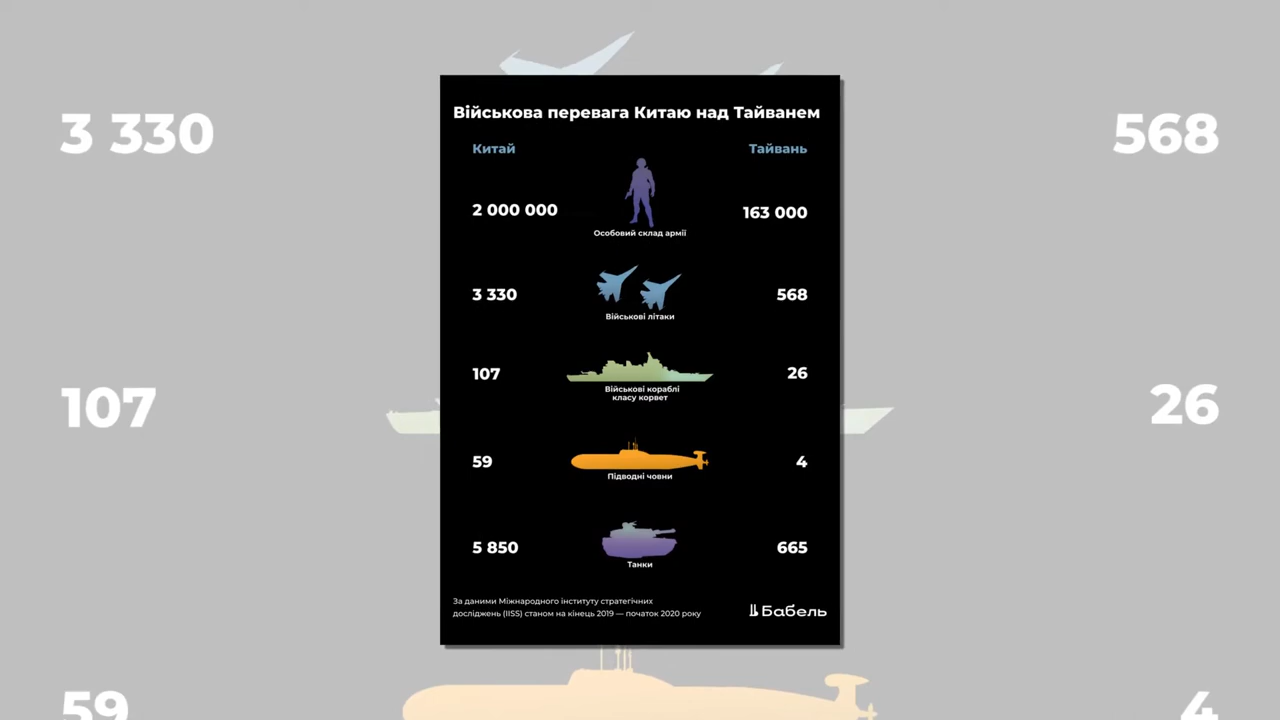 Військова перевага Китаю над Тайванем
Китай Тайвань
2 000 000 163 000
Особовий склад армії
3 330 568
Військові літаки
107 26
Військові кораблі
класу корвет
59 4
Підводні човни
5 850 665
Танки
За даними Міжнародного інституту стратегічних
досліджень (IISS) станом на кінець 2019 — початок 2020 року
Бабель
3 330 568
107 26
59 4